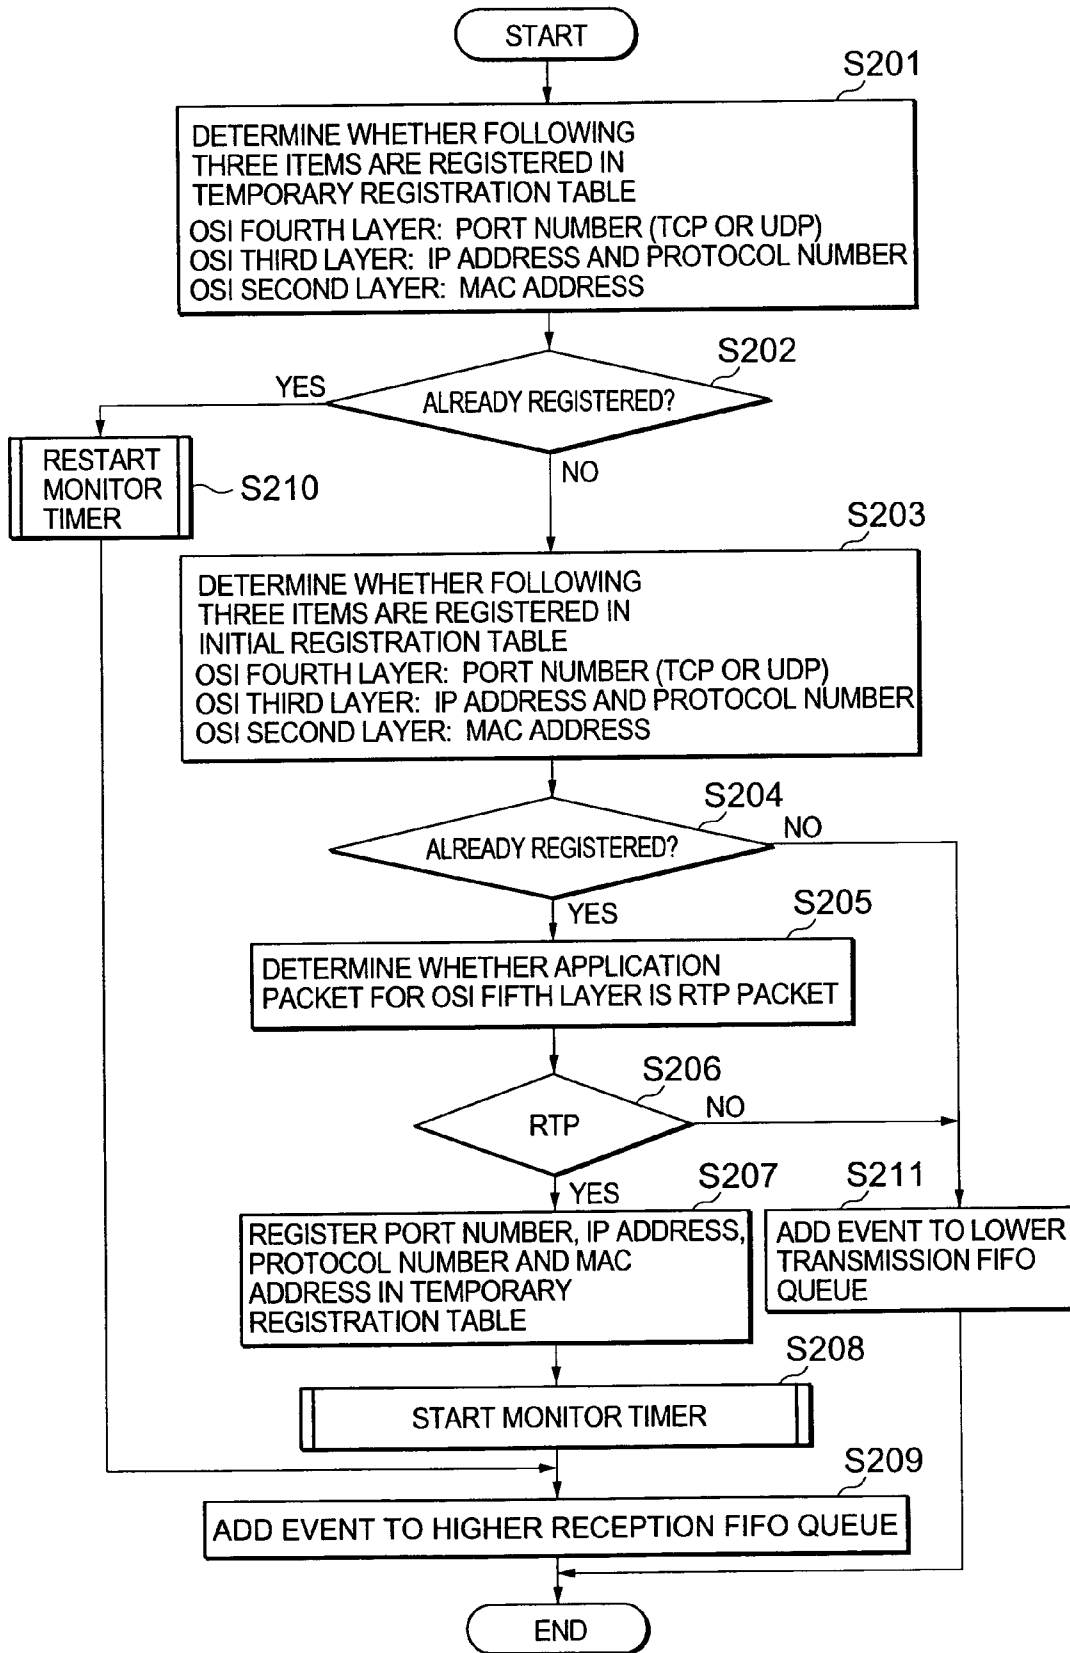 START
S201
DETERMINE WHETHER FOLLOWING
THREE ITEMS ARE REGISTERED IN
TEMPORARY REGISTRATION TABLE
OSI FOURTH LAYER: PORT NUMBER (TCP OR UDP)
OSI THIRD LAYER: IP ADDRESS AND PROTOCOL NUMBER
OSI SECOND LAYER: MAC ADDRESS
S202
YES
ALREADY REGISTERED?
NO
RESTART
MONITOR
TIMER
S210
S203
DETERMINE WHETHER FOLLOWING
THREE ITEMS ARE REGISTERED IN
INITIAL REGISTRATION TABLE
OSI FOURTH LAYER: PORT NUMBER (TCP OR UDP)
OSI THIRD LAYER: IP ADDRESS AND PROTOCOL NUMBER
OSI SECOND LAYER: MAC ADDRESS
S204
NO
ALREADY REGISTERED?
YES
S205
DETERMINE WHETHER APPLICATION
PACKET FOR OSI FIFTH LAYER IS RTP PACKET
S206
NO
RTP
YES
S207
REGISTER PORT NUMBER, IP ADDRESS,
PROTOCOL NUMBER AND MAC
ADDRESS IN TEMPORARY
REGISTRATION TABLE
S211
ADD EVENT TO LOWER
TRANSMISSION FIFO
QUEUE
S208
START MONITOR TIMER
S209
ADD EVENT TO HIGHER RECEPTION FIFO QUEUE
END